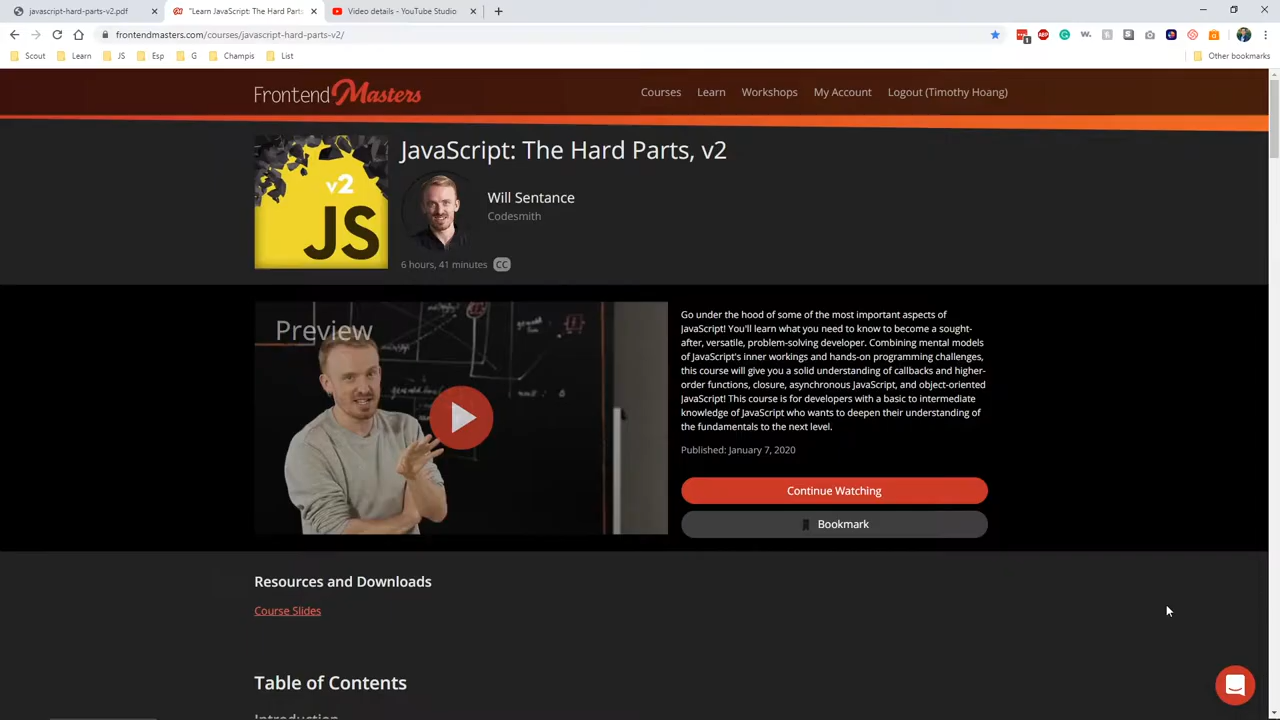 javascript-hard-parts-v2.pdf
"Learn JavaScript: The Hard Parts
Video details - YouTube Studio
frontendmasters.com/courses/javascript-hard-parts-v2/
Scout Learn JS Esp G Champis List Other bookmarks
Frontend Masters
Courses Learn Workshops My Account Logout (Timothy Hoang)
v2
JS
JavaScript: The Hard Parts, v2
Will Sentance
Codesmith
6 hours, 41 minutes CC
Preview
Go under the hood of some of the most important aspects of
JavaScript! You'll learn what you need to know to become a sought-
after, versatile, problem-solving developer. Combining mental models
of JavaScript's inner workings and hands-on programming challenges,
this course will give you a solid understanding of callbacks and higher-
order functions, closure, asynchronous JavaScript, and object-oriented
JavaScript! This course is for developers with a basic to intermediate
knowledge of JavaScript who wants to deepen their understanding of
the fundamentals to the next level.
Published: January 7, 2020
Continue Watching
Bookmark
Resources and Downloads
Course Slides
Table of Contents
Introduction